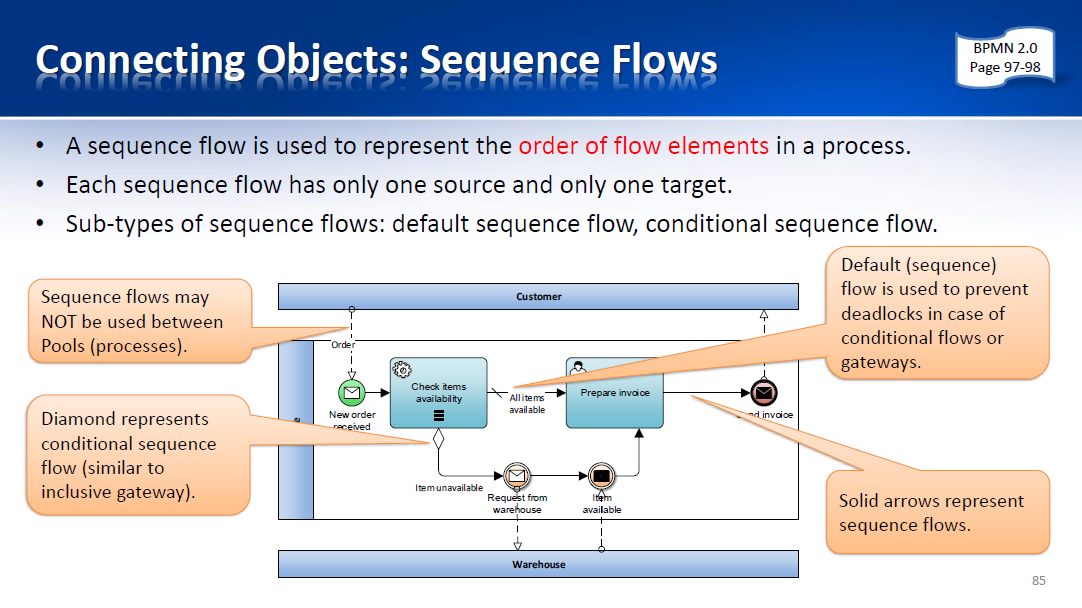 Connecting Objects: Sequence Flows
BPMN 2.0
Page 97-98
• A sequence flow is used to represent the order of flow elements in a process.
• Each sequence flow has only one source and only one target.
• Sub-types of sequence flows: default sequence flow, conditional sequence flow.
Sequence flows may
NOT be used between
Pools (processes).
Diamond represents
conditional sequence
flow (similar to
inclusive gateway).
Default (sequence)
flow is used to prevent
deadlocks in case of
conditional flows or
gateways.
Solid arrows represent
sequence flows.
Customer
Order
New order
received
Check items
availability
All items
available
Prepare invoice
invoice
Item unavailable
Request from
warehouse
Item
available
Warehouse
85